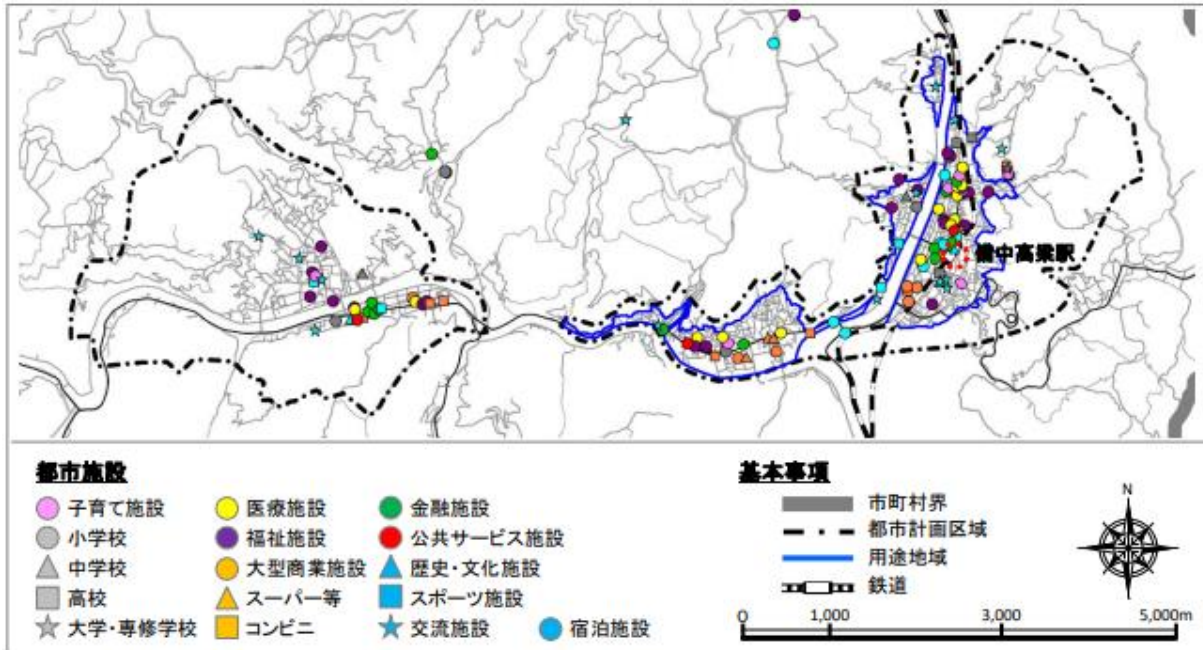 備中高梁駅
都市施設
子育て施設
医療施設
金融施設
小学校
福祉施設
公共サービス施設
中学校
大型商業施設
歴史・文化施設
高校
スーパー等
スポーツ施設
大学・専修学校
コンビニ
交流施設
宿泊施設
基本事項
市町村界
都市計画区域
用途地域
鉄道
N
0 1,000 3,000 5,000m